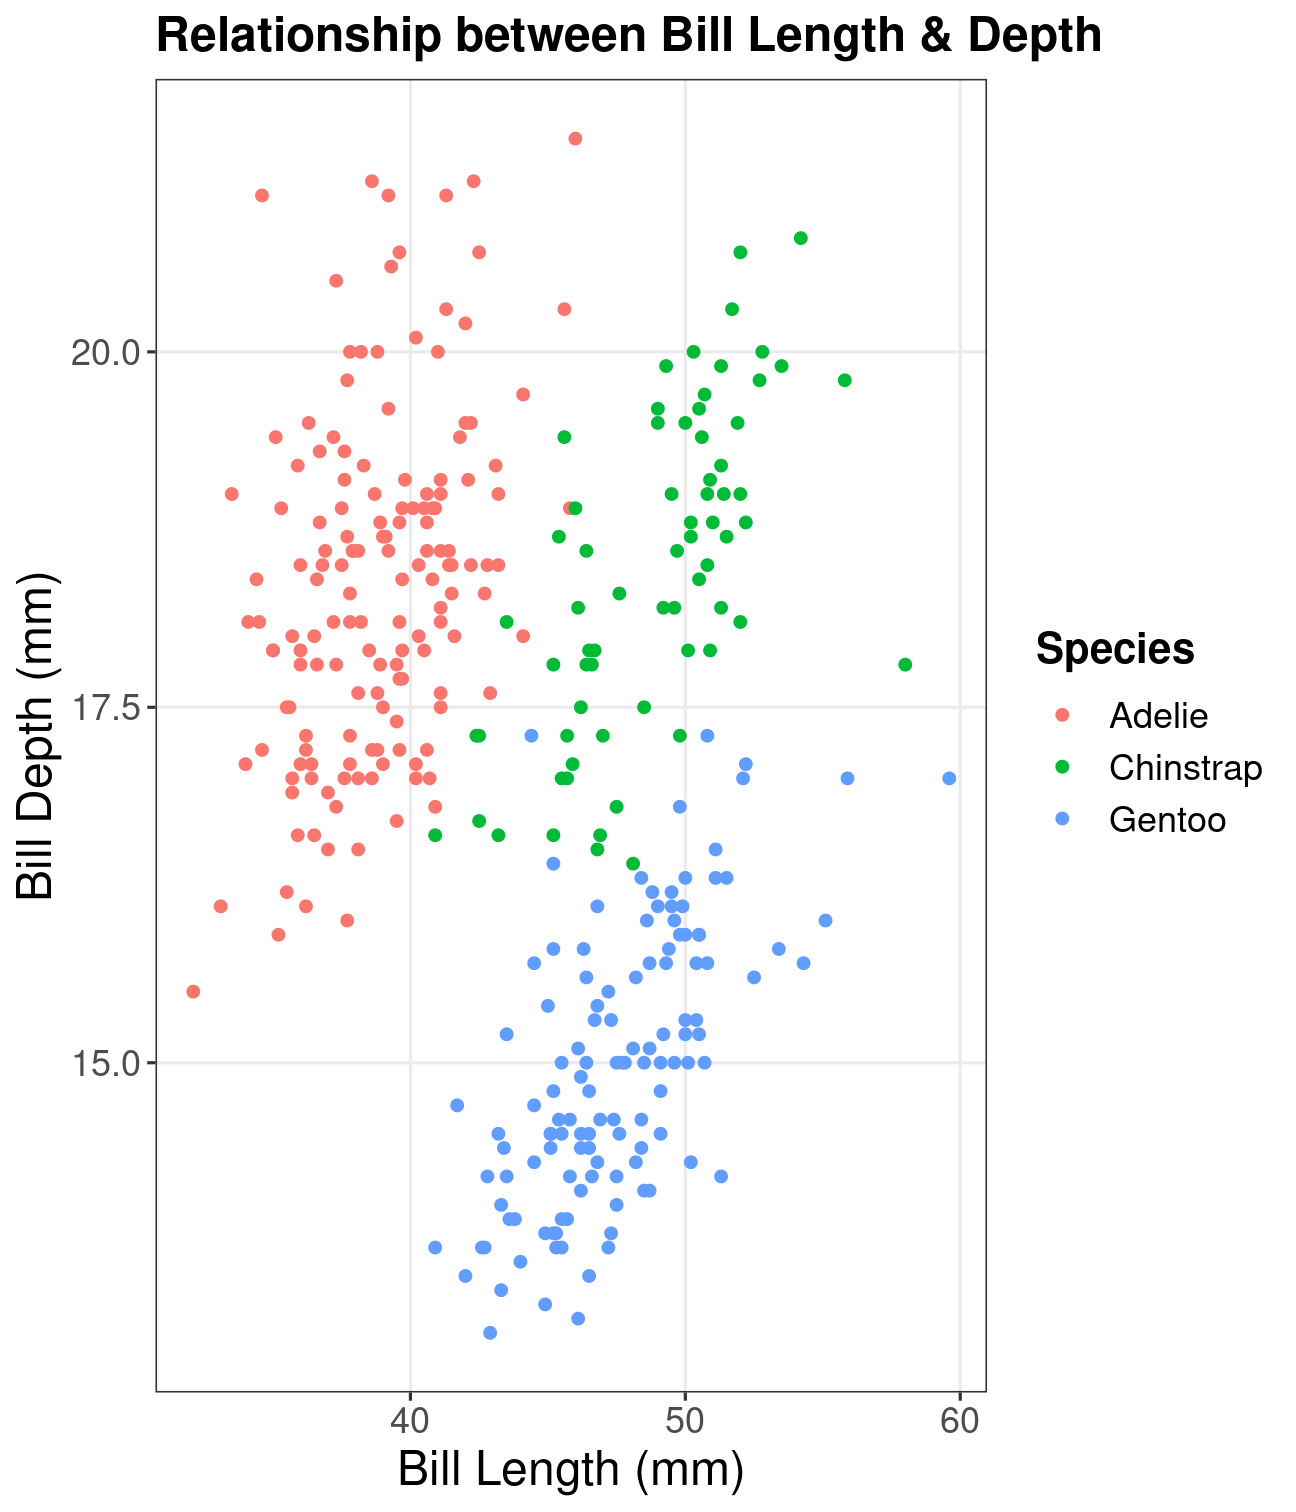 Relationship between Bill Length & Depth
Bill Depth (mm)
20.0
17.5
15.0
40
50
60
Bill Length (mm)
Species
Adelie
Chinstrap
Gentoo